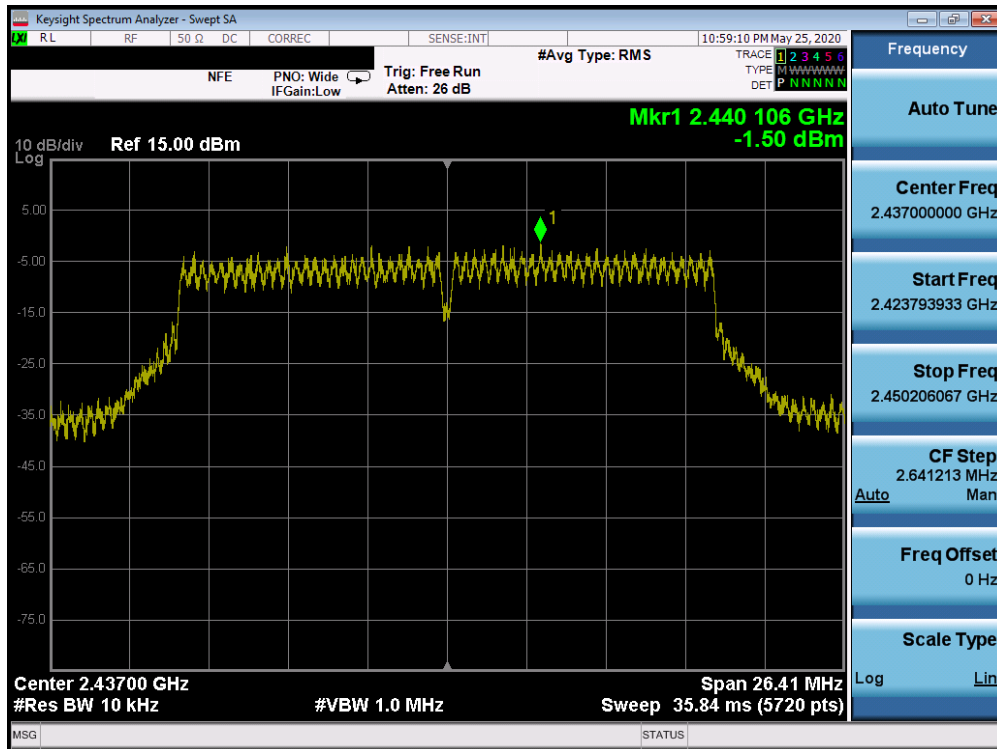 Keysight Spectrum Analyzer - Swept SA
LXI RL RF 50 Ω DC CORREC SENSE:INT 10:59:10 PM May 25, 2020
Frequency
#Avg Type: RMS
TRACE 1 2 3 4 5 6
NFE PNO: Wide Trig: Free Run
TYPE M WWWWW
IFGain:Low Atten: 26 dB
DET P N N N N N
Auto Tune
Mkr1 2.440 106 GHz
-1.50 dBm
10 dB/div Ref 15.00 dBm
Log
1
5.00
-5.00
-15.0
-25.0
-35.0
-45.0
-55.0
-65.0
-75.0
Center Freq
2.437000000 GHz
Start Freq
2.423793933 GHz
Stop Freq
2.450206067 GHz
CF Step
2.641213 MHz
Auto Man
Freq Offset
0 Hz
Scale Type
Log Lin
Center 2.43700 GHz Span 26.41 MHz
#Res BW 10 kHz #VBW 1.0 MHz Sweep 35.84 ms (5720 pts)
MSG STATUS